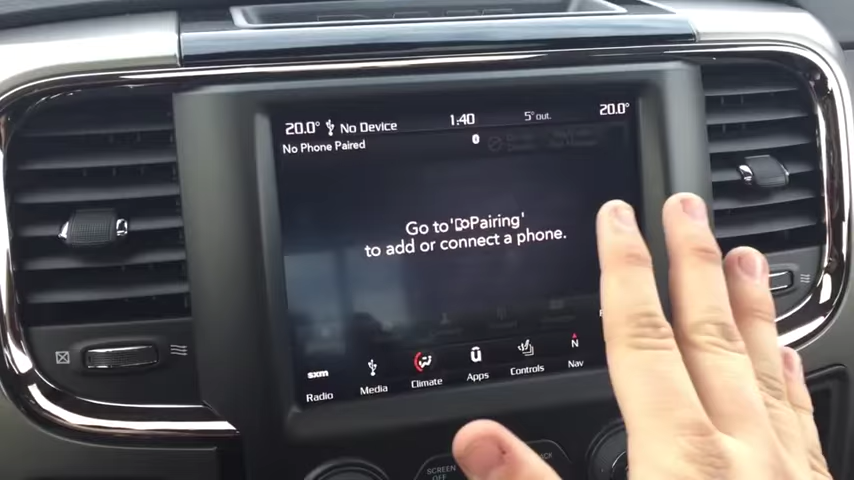 20.0° No Device 1:40 5° out. 20.0°
No Phone Paired
Go to 'Pairing'
to add or connect a phone.
sxm
Radio Media Climate Apps Controls Nav
N
SCREEN
OFF